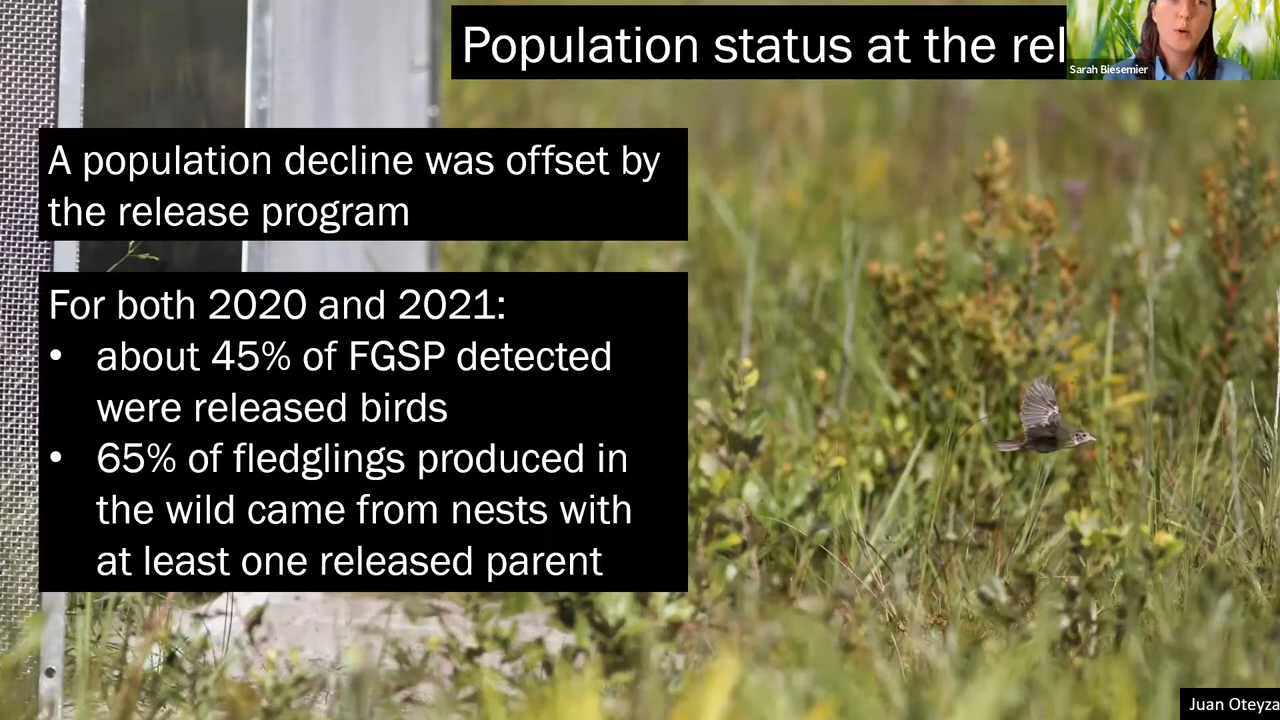 Population status at the rel
Sarah Biesemier
A population decline was offset by
the release program
For both 2020 and 2021:
• about 45% of FGSP detected
were released birds
• 65% of fledglings produced in
the wild came from nests with
at least one released parent
Juan Oteyza